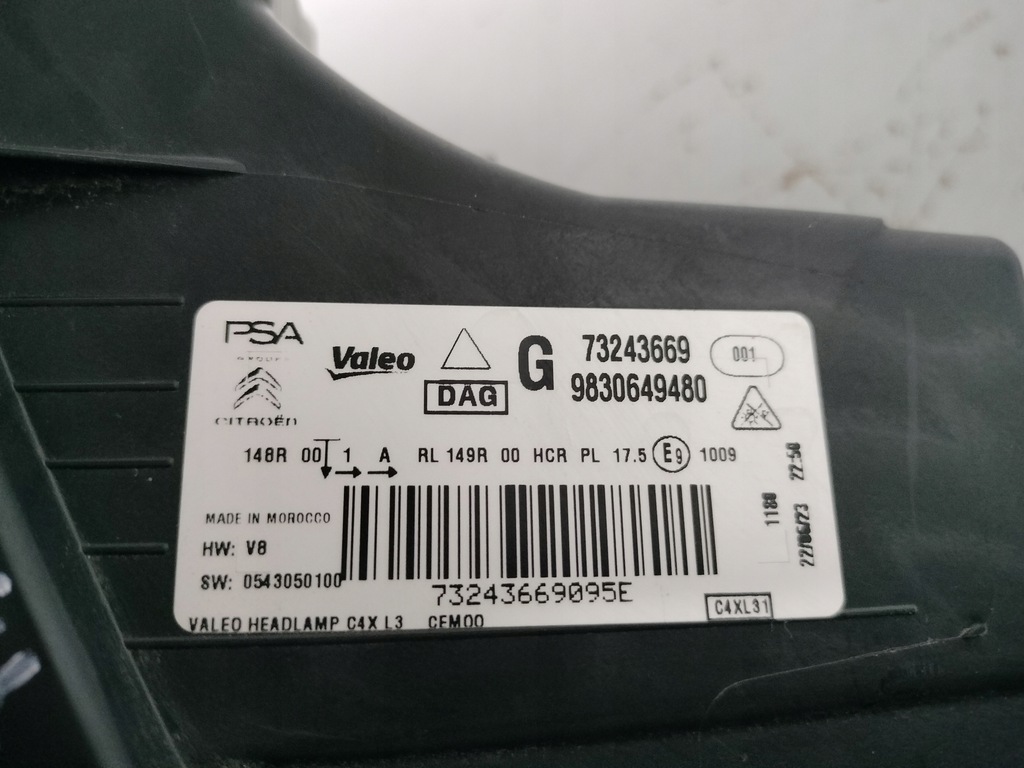 PSA
GROUPE
CITROËN
Valeo
DAG
G
73243669
9830649480
001
148R 00 1 A RL 149R 00 HCR PL 17.5 E9 1009
MADE IN MOROCCO
HW: V8
SW: 0543050100
73243669095E
VALEO HEADLAMP C4X L3 CEM00
C4XL31
1188
22/06/23 22:58